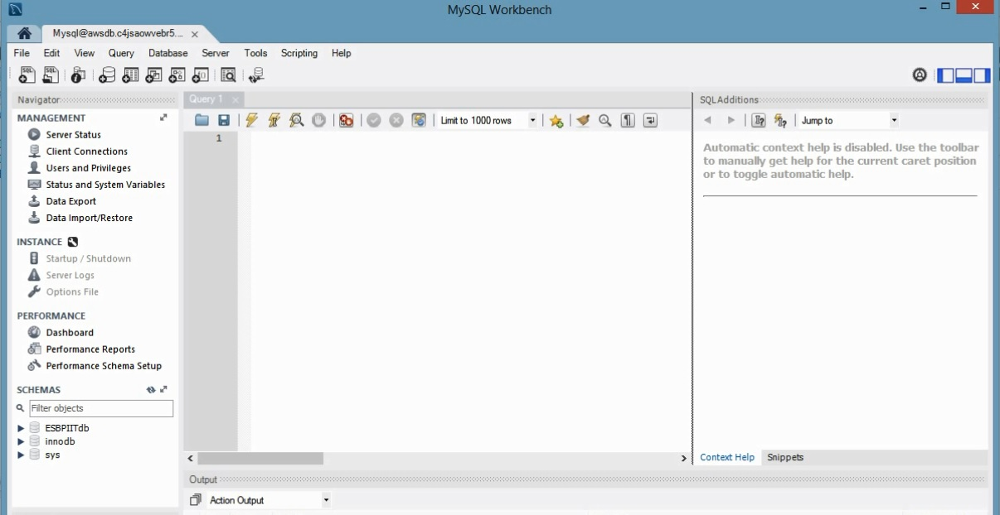 MySQL Workbench
Mysql@awsdb.c4jsaowvebr5...
File Edit View Query Database Server Tools Scripting Help
Navigator
MANAGEMENT
Server Status
Client Connections
Users and Privileges
Status and System Variables
Data Export
Data Import/Restore
INSTANCE
Startup / Shutdown
Server Logs
Options File
PERFORMANCE
Dashboard
Performance Reports
Performance Schema Setup
SCHEMAS
Filter objects
ESBPIITdb
innodb
sys
Query 1
Limit to 1000 rows
1
SQLAdditions
Jump to
Automatic context help is disabled. Use the toolbar
to manually get help for the current caret position
or to toggle automatic help.
Context Help Snippets
Output
Action Output